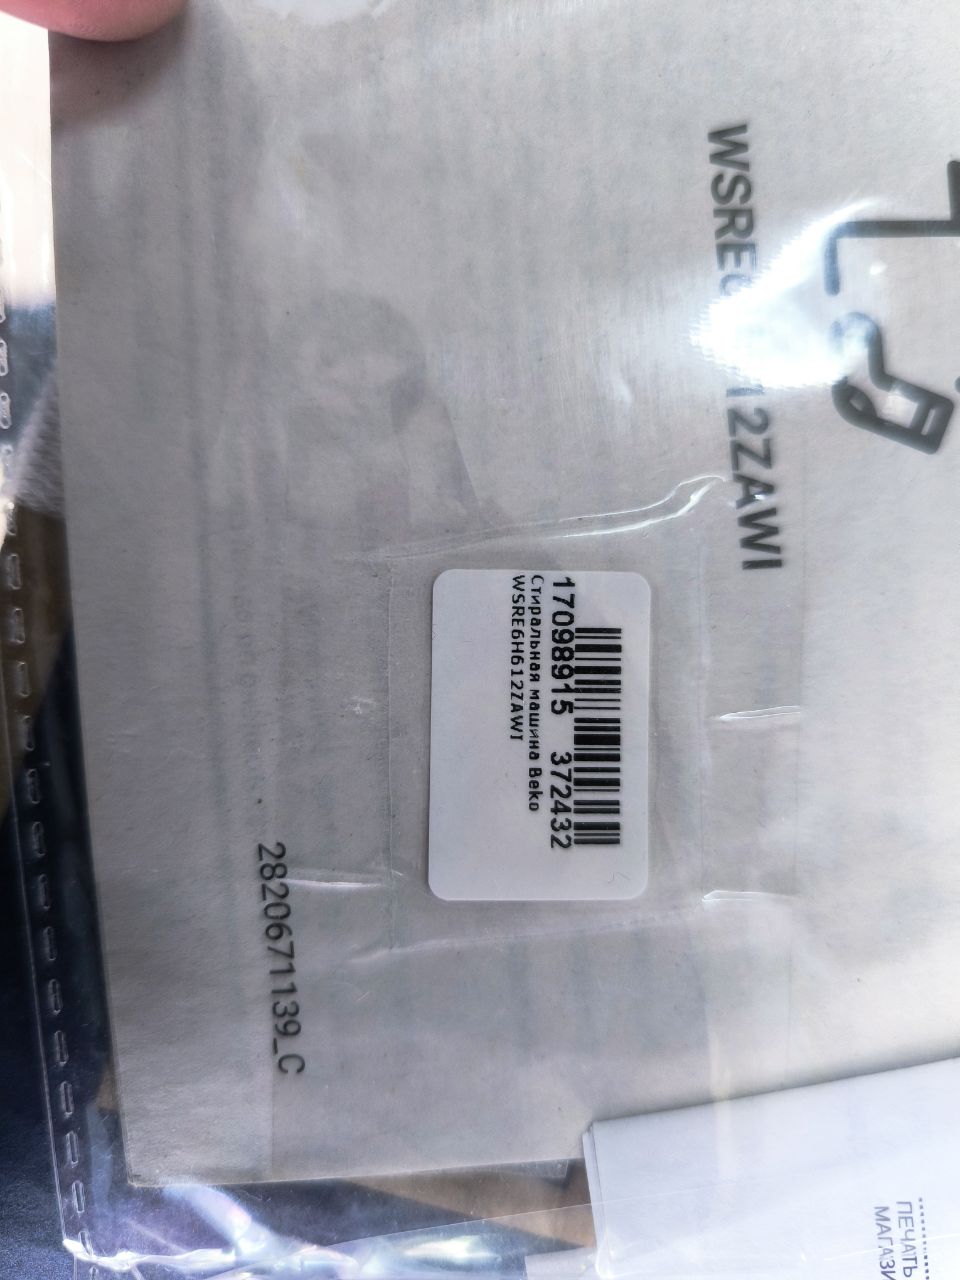 WSRE6 12ZAWI
17098915 372432
Стиральная машина Beko
WSRE6H612ZAWI
2820671139_C
ПЕЧАТЬ
МАГАЗИ